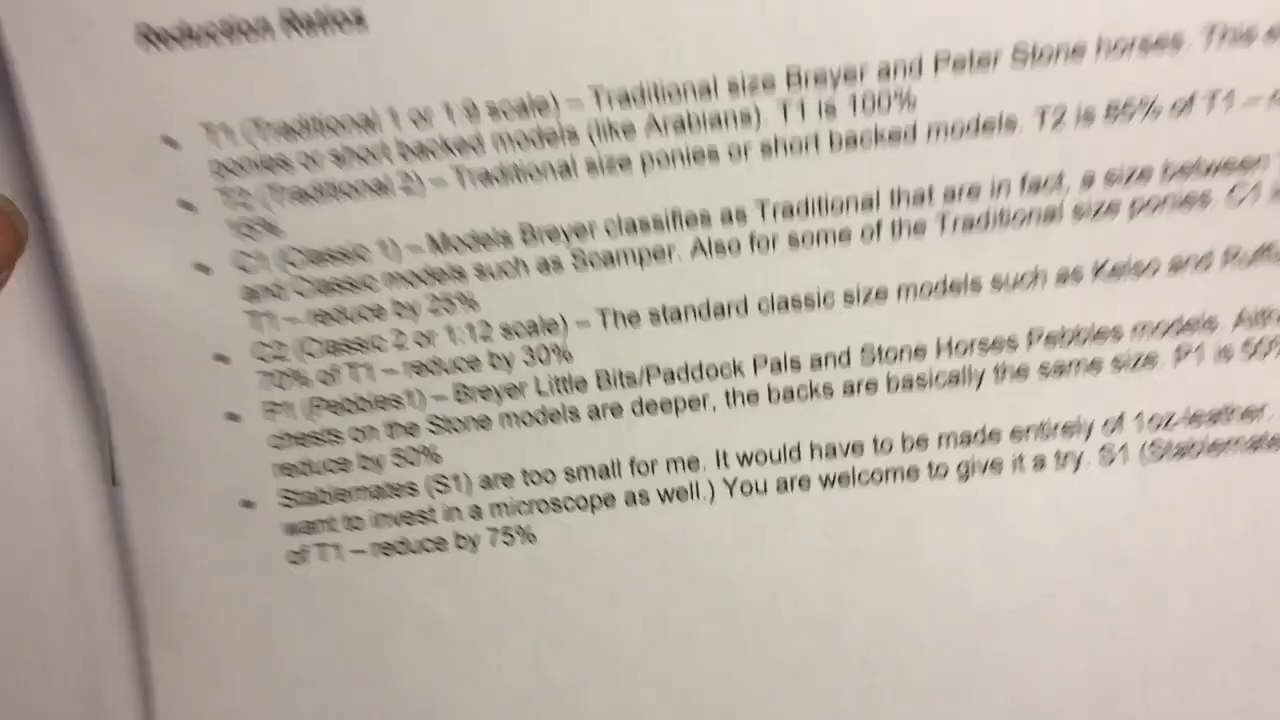 Reduction Ratios
• T1 (Traditional 1 or 1:9 scale) – Traditional size Breyer and Peter Stone horses. This
ponies or short backed models (like Arabians). T1 is 100%
• T2 (Traditional 2) – Traditional size ponies or short backed models. T2 is 85% of T1 –
15%
• C1 (Classic 1) – Models Breyer classifies as Traditional that are in fact, a size between
and Classic models such as Scamper. Also for some of the Traditional size ponies. C1
T1 – reduce by 25%
• C2 (Classic 2 or 1:12 scale) – The standard classic size models such as Kelso and
70% of T1 – reduce by 30%
• P1 (Pebbles1) – Breyer Little Bits/Paddock Pals and Stone Horses Pebbles models.
chests on the Stone models are deeper, the backs are basically the same size. P1 is
reduce by 50%
• Stablemates (S1) are too small for me. It would have to be made entirely of 1oz-leather.
want to invest in a microscope as well.) You are welcome to give it a try. S1 (Stablemate
of T1 – reduce by 75%